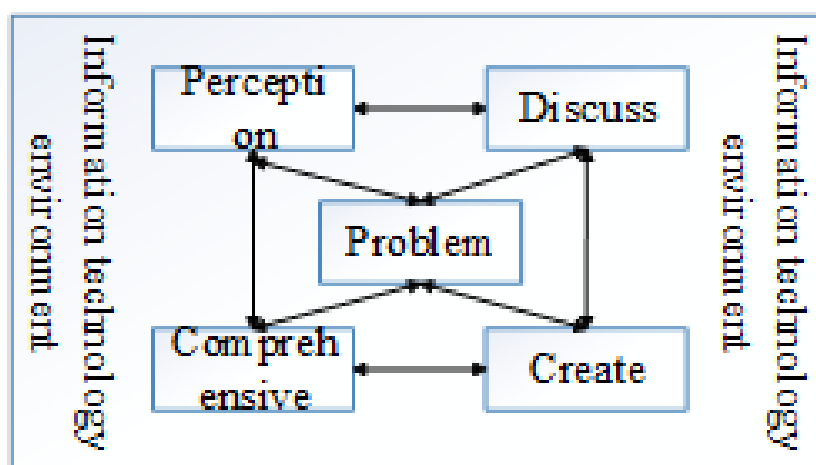 Information technology
environment
Percepti
on
Discuss
Problem
Compreh
ensive
Create
Information technology
environment